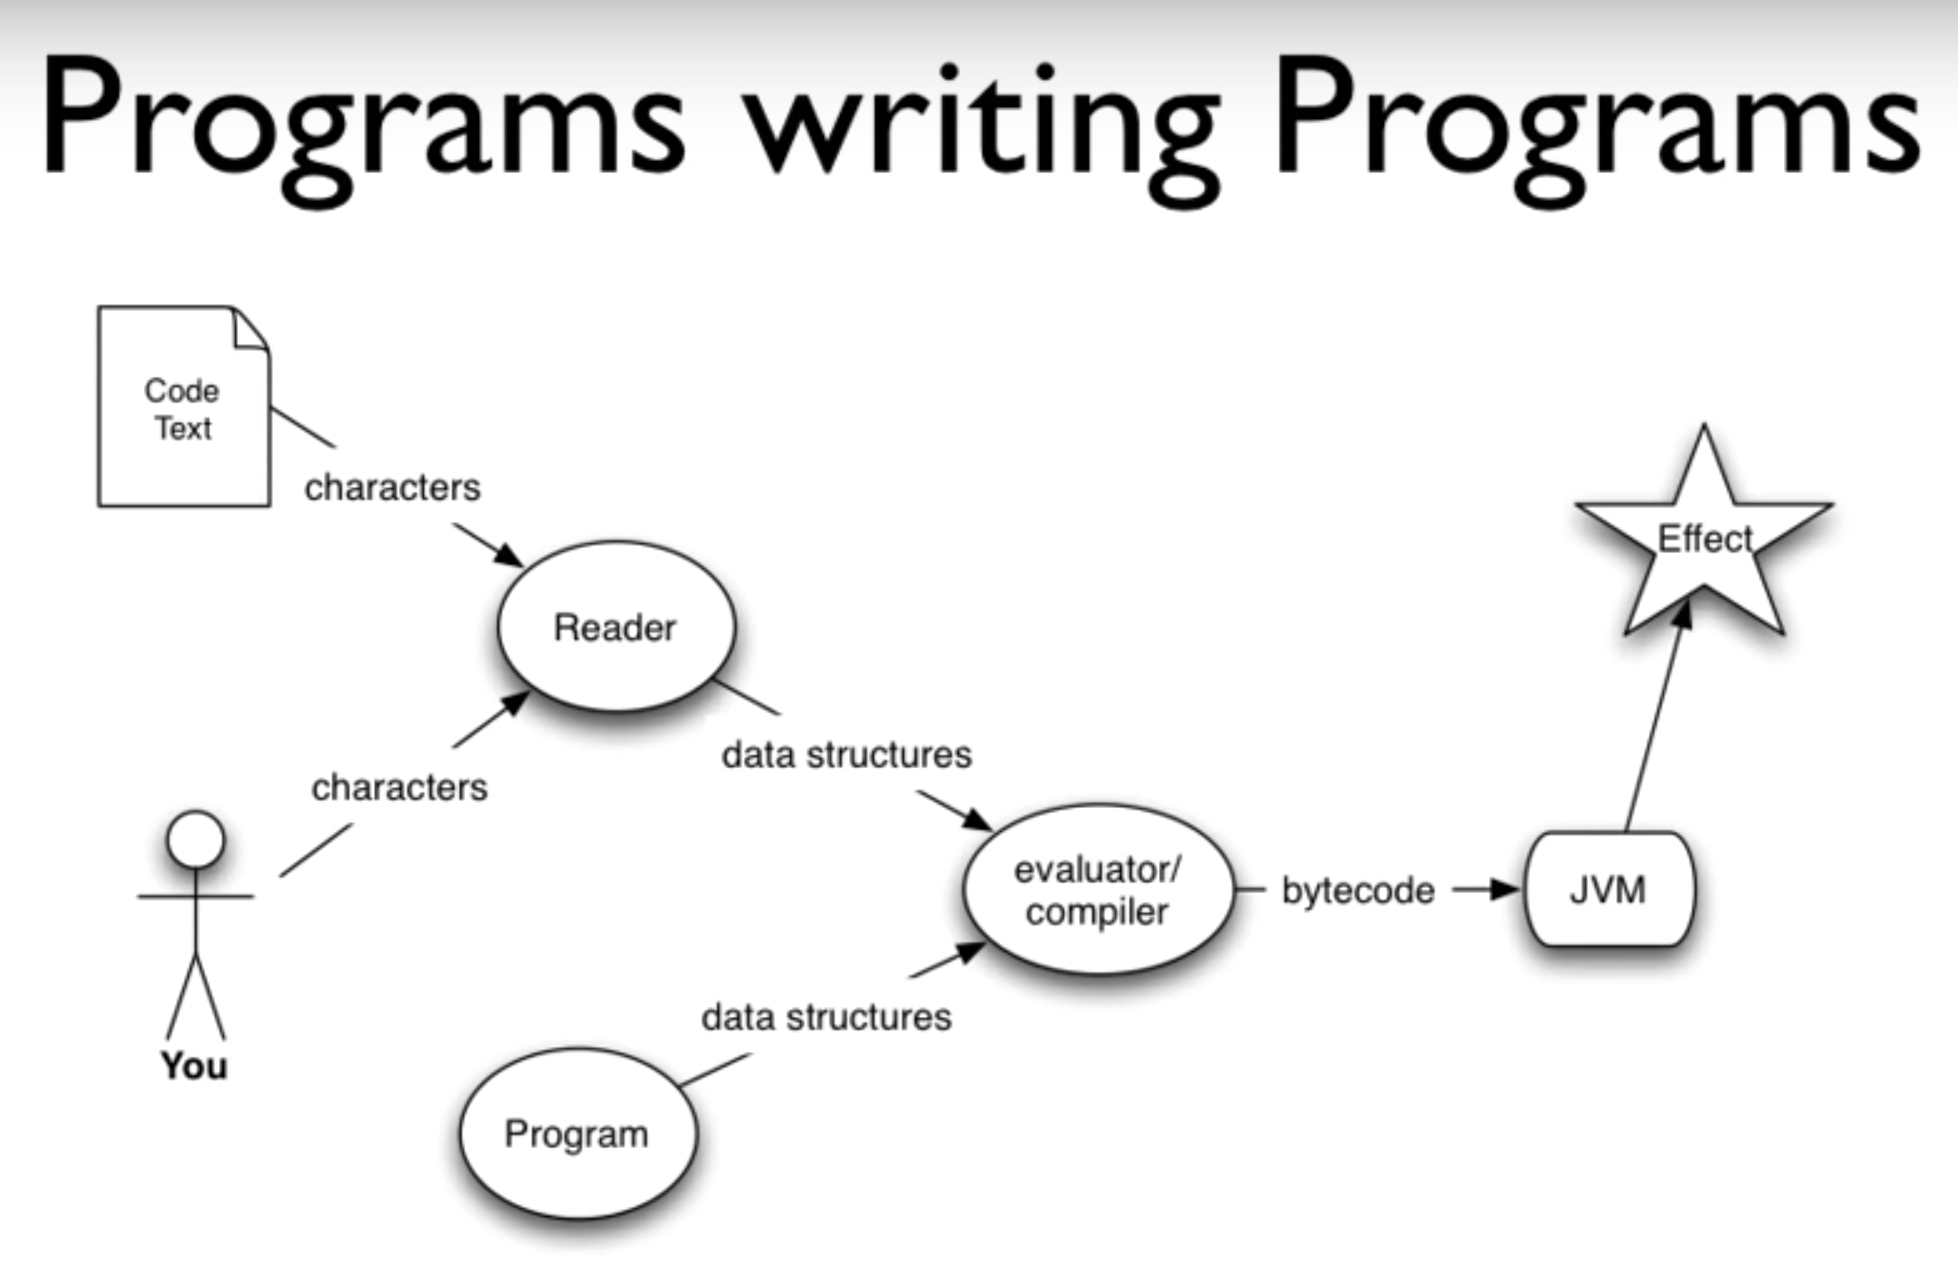 Programs writing Programs
Code
Text
characters
Reader
characters
You
data structures
Program
data structures
evaluator/
compiler
bytecode
JVM
Effect